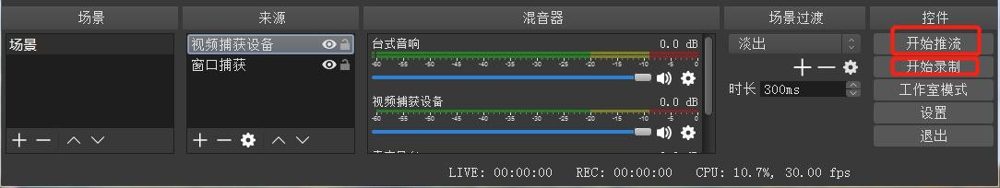 场景
来源
混音器
场景过渡
控件
场景
视频捕获设备
窗口捕获
台式音响 0.0 dB
-60 -55 -50 -45 -40 -35 -30 -25 -20 -15 -10 -5 0
视频捕获设备 0.0 dB
-60 -55 -50 -45 -40 -35 -30 -25 -20 -15 -10 -5 0
淡出
时长 300ms
开始推流
开始录制
工作室模式
设置
退出
LIVE: 00:00:00 REC: 00:00:00 CPU: 10.7%, 30.00 fps